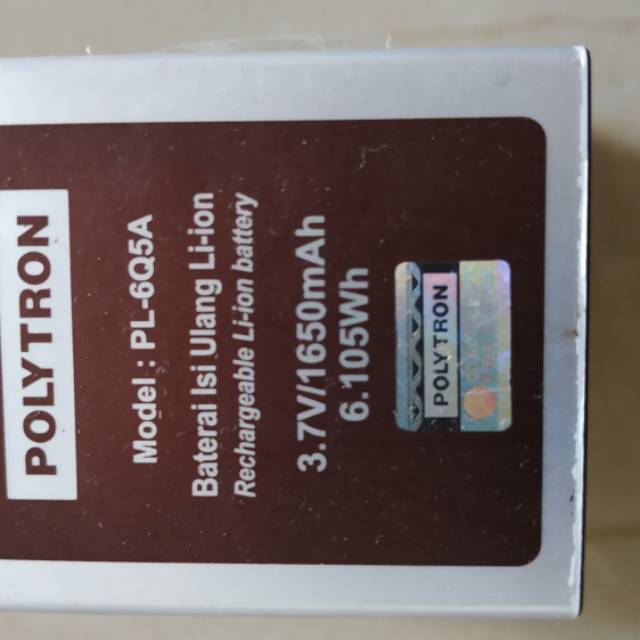 POLYTRON
Model : PL-6Q5A
Baterai Isi Ulang Li-ion
Rechargeable Li-ion battery
3.7V/1650mAh
6.105Wh
POLYTRON